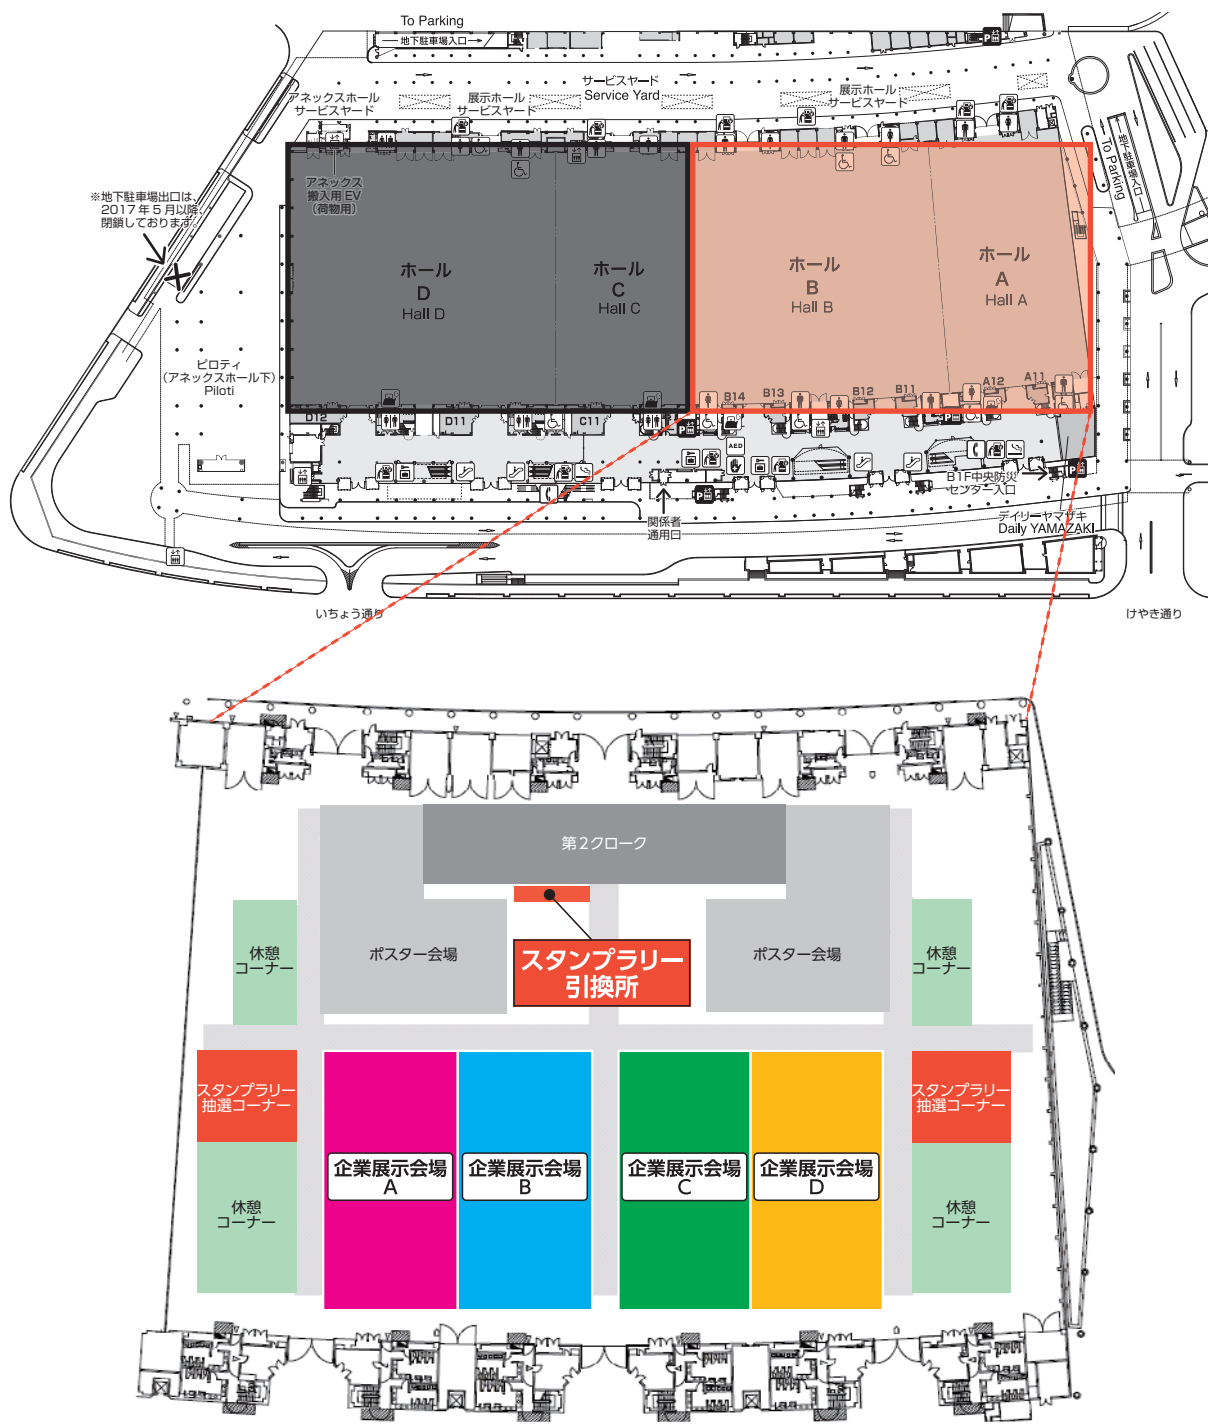 To Parking
地下駐車場入口
サービスヤード
Service Yard
アネックスホール
サービスヤード
展示ホール
サービスヤード
展示ホール
サービスヤード
地下駐車場入口
To Parking
アネックス
搬入用 EV
(荷物用)
※地下駐車場出口は、
2017 年 5 月以降、
閉鎖しております。
ホール
D
Hall D
ホール
C
Hall C
ホール
B
Hall B
ホール
A
Hall A
ピロティ
(アネックスホール下)
Piloti
D12
D11
C11
B14
B13
B12
B11
A12
A11
AED
B1F中央防災
センター入口
関係者
通用口
デイリーヤマザキ
Daily YAMAZAKI
いちょう通り
けやき通り
第2クローク
休憩
コーナー
ポスター会場
スタンプラリー
引換所
ポスター会場
休憩
コーナー
スタンプラリー
抽選コーナー
スタンプラリー
抽選コーナー
企業展示会場
A
企業展示会場
B
企業展示会場
C
企業展示会場
D
休憩
コーナー
休憩
コーナー